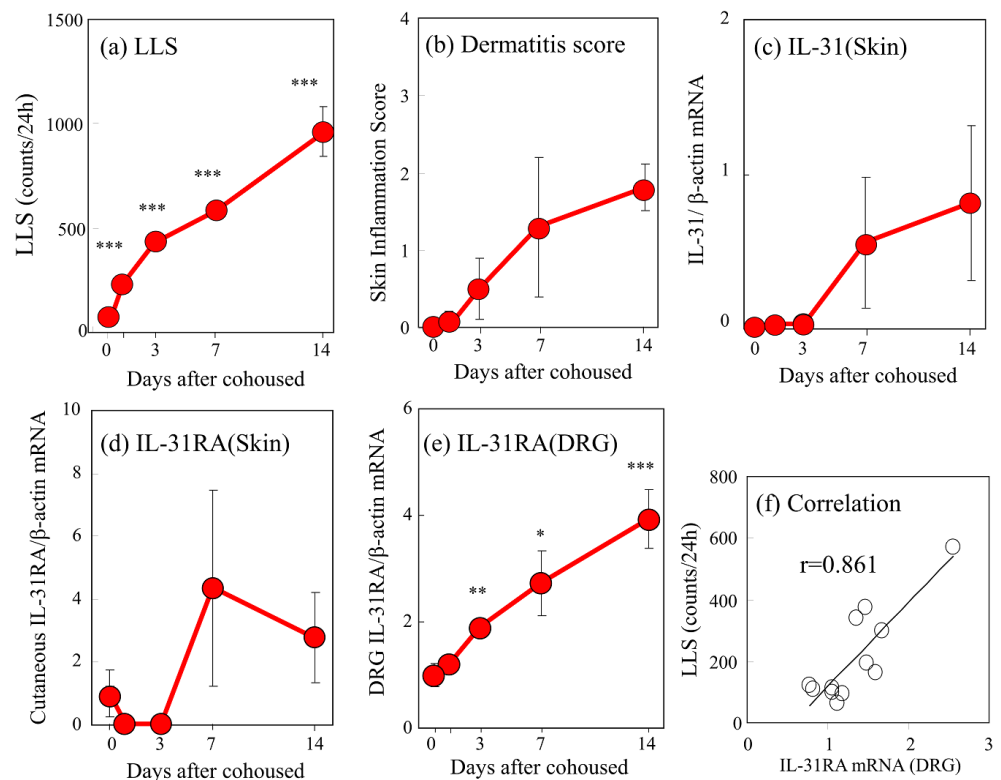 (a) LLS
LLS (counts/24h)
1500
1000
500
0
***
***
***
***
0 3 7 14
Days after cohoused
(b) Dermatitis score
Skin Inflammation Score
4
3
2
1
0
0 3 7 14
Days after cohoused
(c) IL-31(Skin)
IL-31/ β-actin mRNA
2
1
0
0 3 7 14
Days after cohoused
(d) IL-31RA(Skin)
Cutaneous IL-31RA/β-actin mRNA
10
8
6
4
2
0
0 3 7 14
Days after cohoused
(e) IL-31RA(DRG)
DRG IL-31RA/β-actin mRNA
6
4
2
0
**
*
***
0 3 7 14
Days after cohoused
(f) Correlation
r=0.861
LLS (counts/24h)
800
600
400
200
0
0 1 2 3
IL-31RA mRNA (DRG)